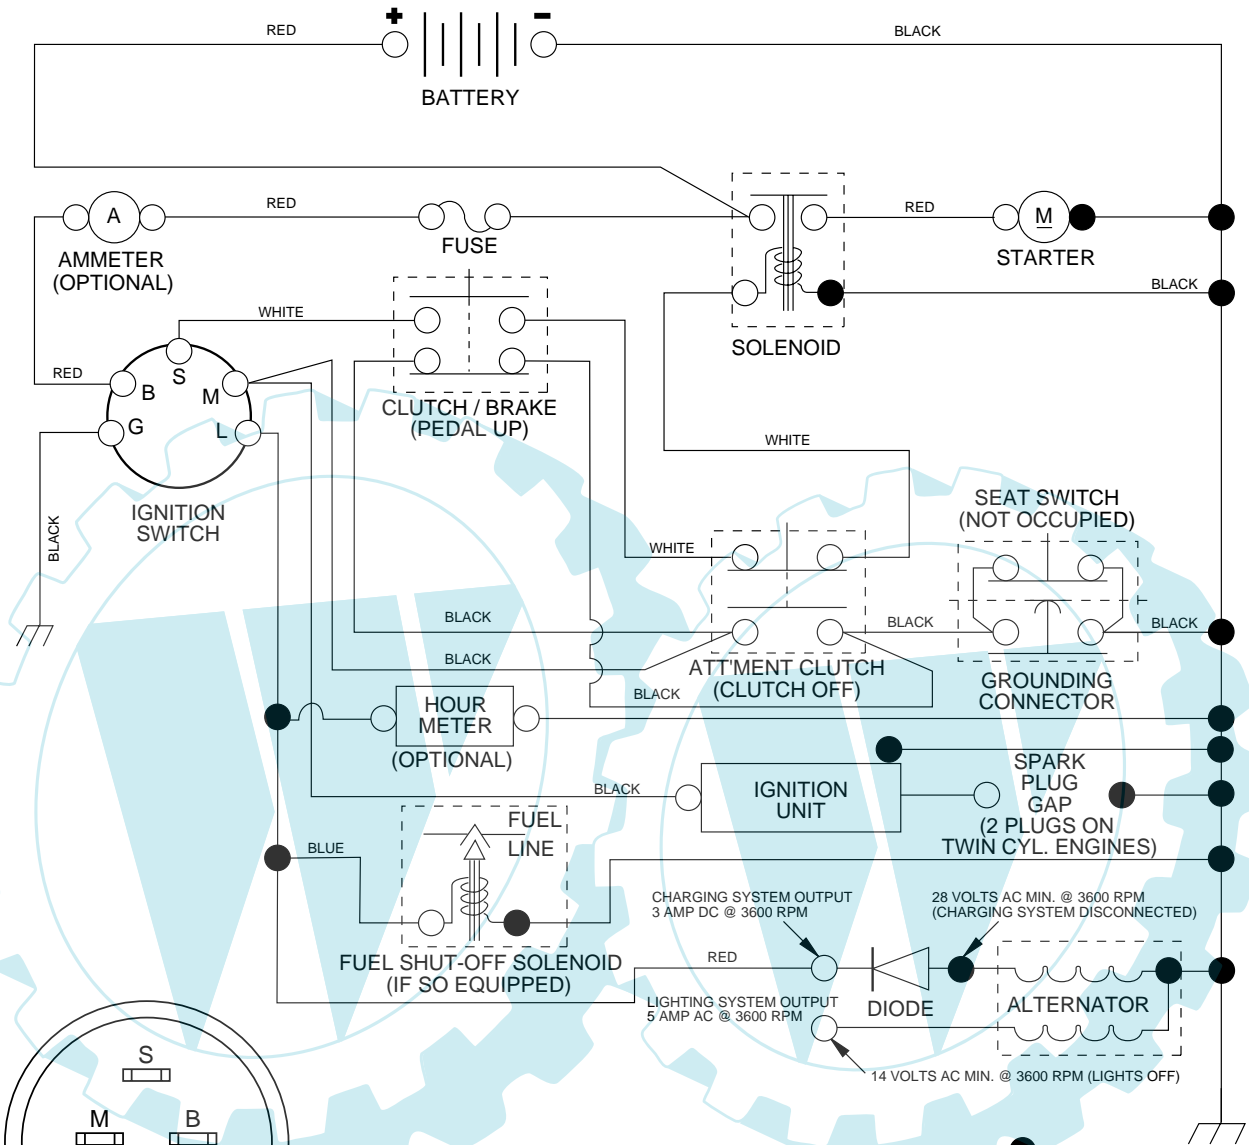 + −
RED
BLACK
BATTERY
A
RED
RED
M
FUSE
STARTER
AMMETER
(OPTIONAL)
BLACK
WHITE
SOLENOID
RED
S
B
M
G
L
CLUTCH / BRAKE
(PEDAL UP)
WHITE
IGNITION
SWITCH
BLACK
SEAT SWITCH
(NOT OCCUPIED)
WHITE
BLACK
BLACK
BLACK
BLACK
ATT'MENT CLUTCH
(CLUTCH OFF)
BLACK
GROUNDING
CONNECTOR
HOUR
METER
(OPTIONAL)
BLACK
IGNITION
UNIT
SPARK
PLUG
GAP
(2 PLUGS ON
TWIN CYL. ENGINES)
FUEL
LINE
BLUE
CHARGING SYSTEM OUTPUT
3 AMP DC @ 3600 RPM
28 VOLTS AC MIN. @ 3600 RPM
(CHARGING SYSTEM DISCONNECTED)
FUEL SHUT-OFF SOLENOID
(IF SO EQUIPPED)
RED
LIGHTING SYSTEM OUTPUT
5 AMP AC @ 3600 RPM
DIODE
ALTERNATOR
14 VOLTS AC MIN. @ 3600 RPM (LIGHTS OFF)
S
M
B